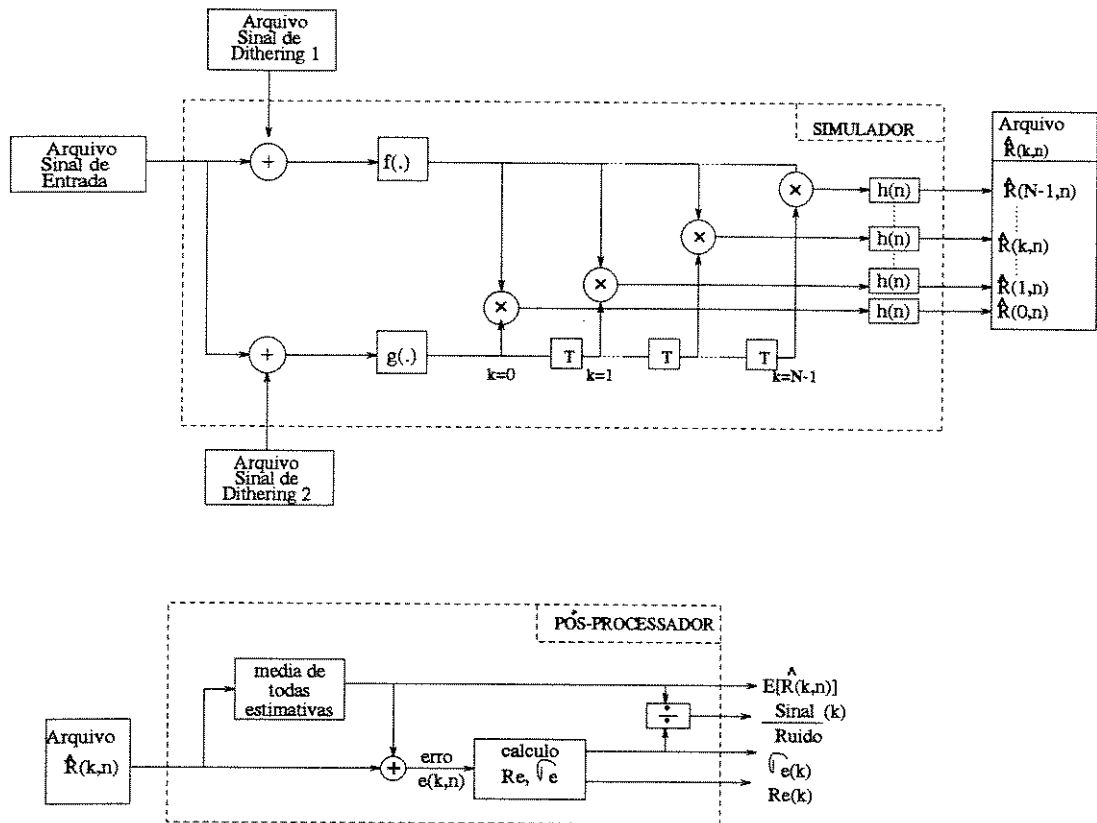 Arquivo
Sinal de
Dithering 1
SIMULADOR
Arquivo
R̂(k,n)
Arquivo
Sinal de
Entrada
+
f(.)
×
h(n)
R̂(N-1,n)
×
h(n)
R̂(k,n)
×
h(n)
R̂(1,n)
×
h(n)
R̂(0,n)
+
g(.)
T
T
T
k=0
k=1
k=N-1
Arquivo
Sinal de
Dithering 2
PÓS-PROCESSADOR
media de
todas
estimativas
E[R̂(k,n)]
÷
Sinal (k)
Ruido
Arquivo
R̂(k,n)
+
erro
e(k,n)
calculo
Re, σe
σe(k)
Re(k)